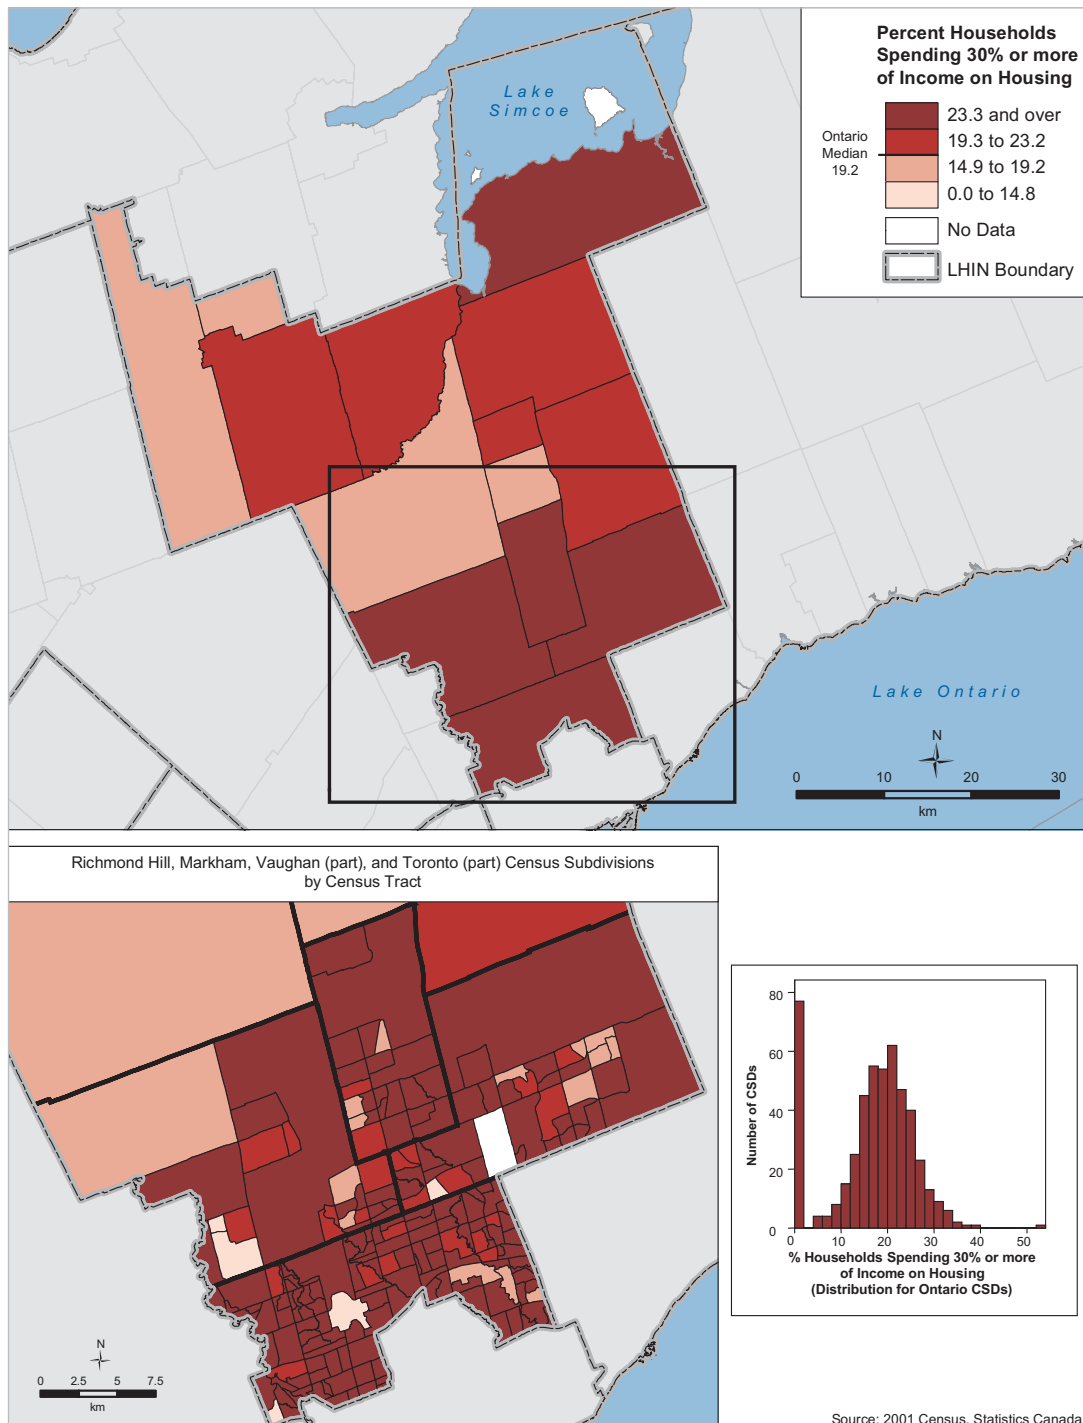 Percent Households
Spending 30% or more
of Income on Housing
Ontario
Median
19.2
23.3 and over
19.3 to 23.2
14.9 to 19.2
0.0 to 14.8
No Data
LHIN Boundary
Lake
Simcoe
Lake Ontario
N
0 10 20 30
km
Richmond Hill, Markham, Vaughan (part), and Toronto (part) Census Subdivisions
by Census Tract
N
0 2.5 5 7.5
km
Number of CSDs
80
60
40
20
0
0 10 20 30 40 50
% Households Spending 30% or more
of Income on Housing
(Distribution for Ontario CSDs)
Source: 2001 Census, Statistics Canada